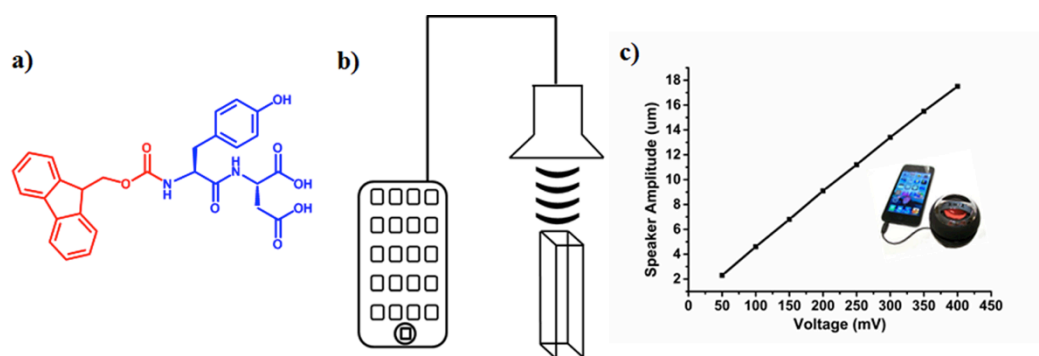 a)
OH
O
O
N
H
H
N
O
O
OH
OH
O
b)
c)
Speaker Amplitude (um)
18
16
14
12
10
8
6
4
2
0 50 100 150 200 250 300 350 400 450
Voltage (mV)